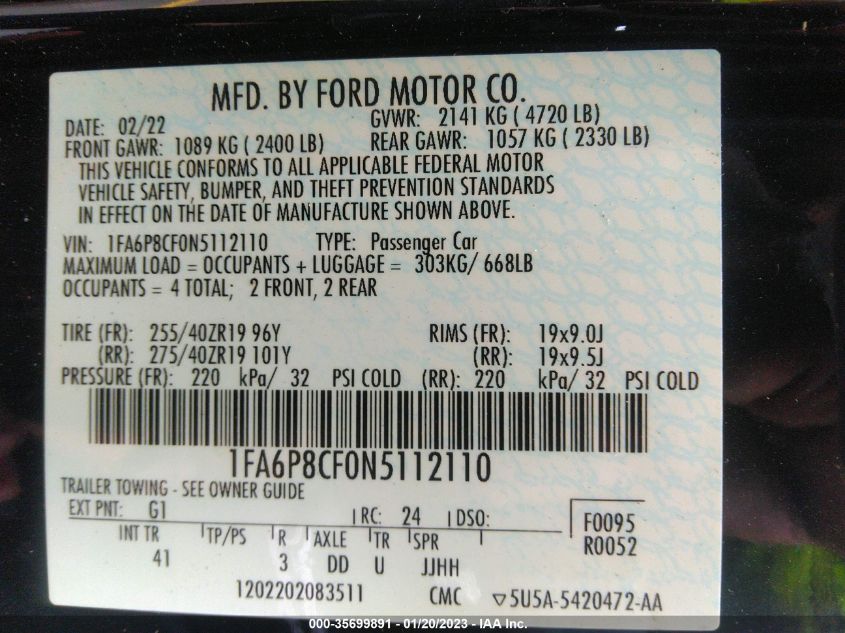 MFD. BY FORD MOTOR CO.
DATE: 02/22 GVWR: 2141 KG ( 4720 LB)
FRONT GAWR: 1089 KG ( 2400 LB) REAR GAWR: 1057 KG ( 2330 LB)
THIS VEHICLE CONFORMS TO ALL APPLICABLE FEDERAL MOTOR
VEHICLE SAFETY, BUMPER, AND THEFT PREVENTION STANDARDS
IN EFFECT ON THE DATE OF MANUFACTURE SHOWN ABOVE.
VIN: 1FA6P8CF0N5112110 TYPE: Passenger Car
MAXIMUM LOAD = OCCUPANTS + LUGGAGE = 303KG/ 668LB
OCCUPANTS = 4 TOTAL; 2 FRONT, 2 REAR
TIRE (FR): 255/40ZR19 96Y RIMS (FR): 19x9.0J
(RR): 275/40ZR19 101Y (RR): 19x9.5J
PRESSURE (FR): 220 kPa/ 32 PSI COLD (RR): 220 kPa/ 32 PSI COLD
1FA6P8CF0N5112110
TRAILER TOWING - SEE OWNER GUIDE
EXT PNT: G1 RC: 24 DSO: F0095
INT TR TP/PS R AXLE TR SPR R0052
41 3 DD U JJHH
1202202083511 CMC ▽5U5A-5420472-AA
000-35699891 - 01/20/2023 - IAA Inc.